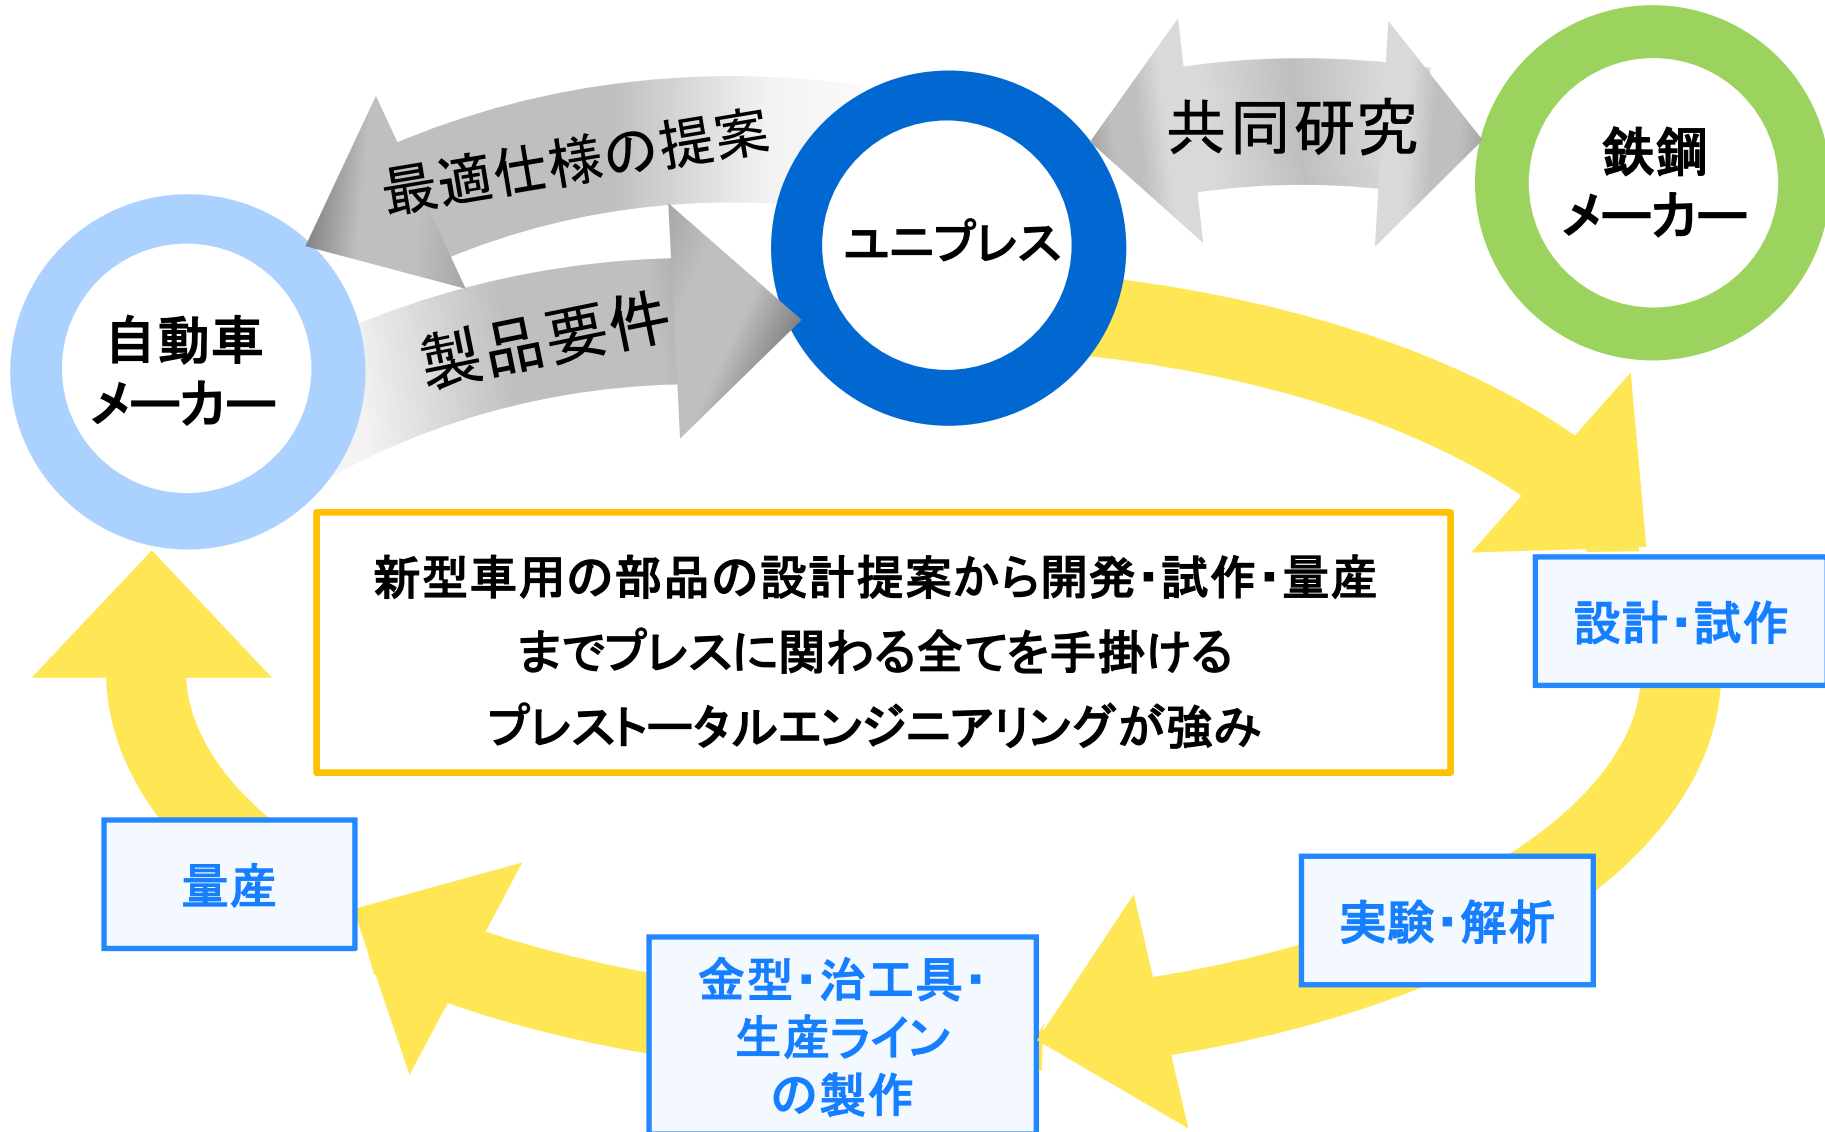 最適仕様の提案
共同研究
鉄鋼
メーカー
ユニプレス
自動車
メーカー
製品要件
新型車用の部品の設計提案から開発・試作・量産
までプレスに関わる全てを手掛ける
プレストータルエンジニアリングが強み
設計・試作
実験・解析
金型・治工具・
生産ライン
の製作
量産